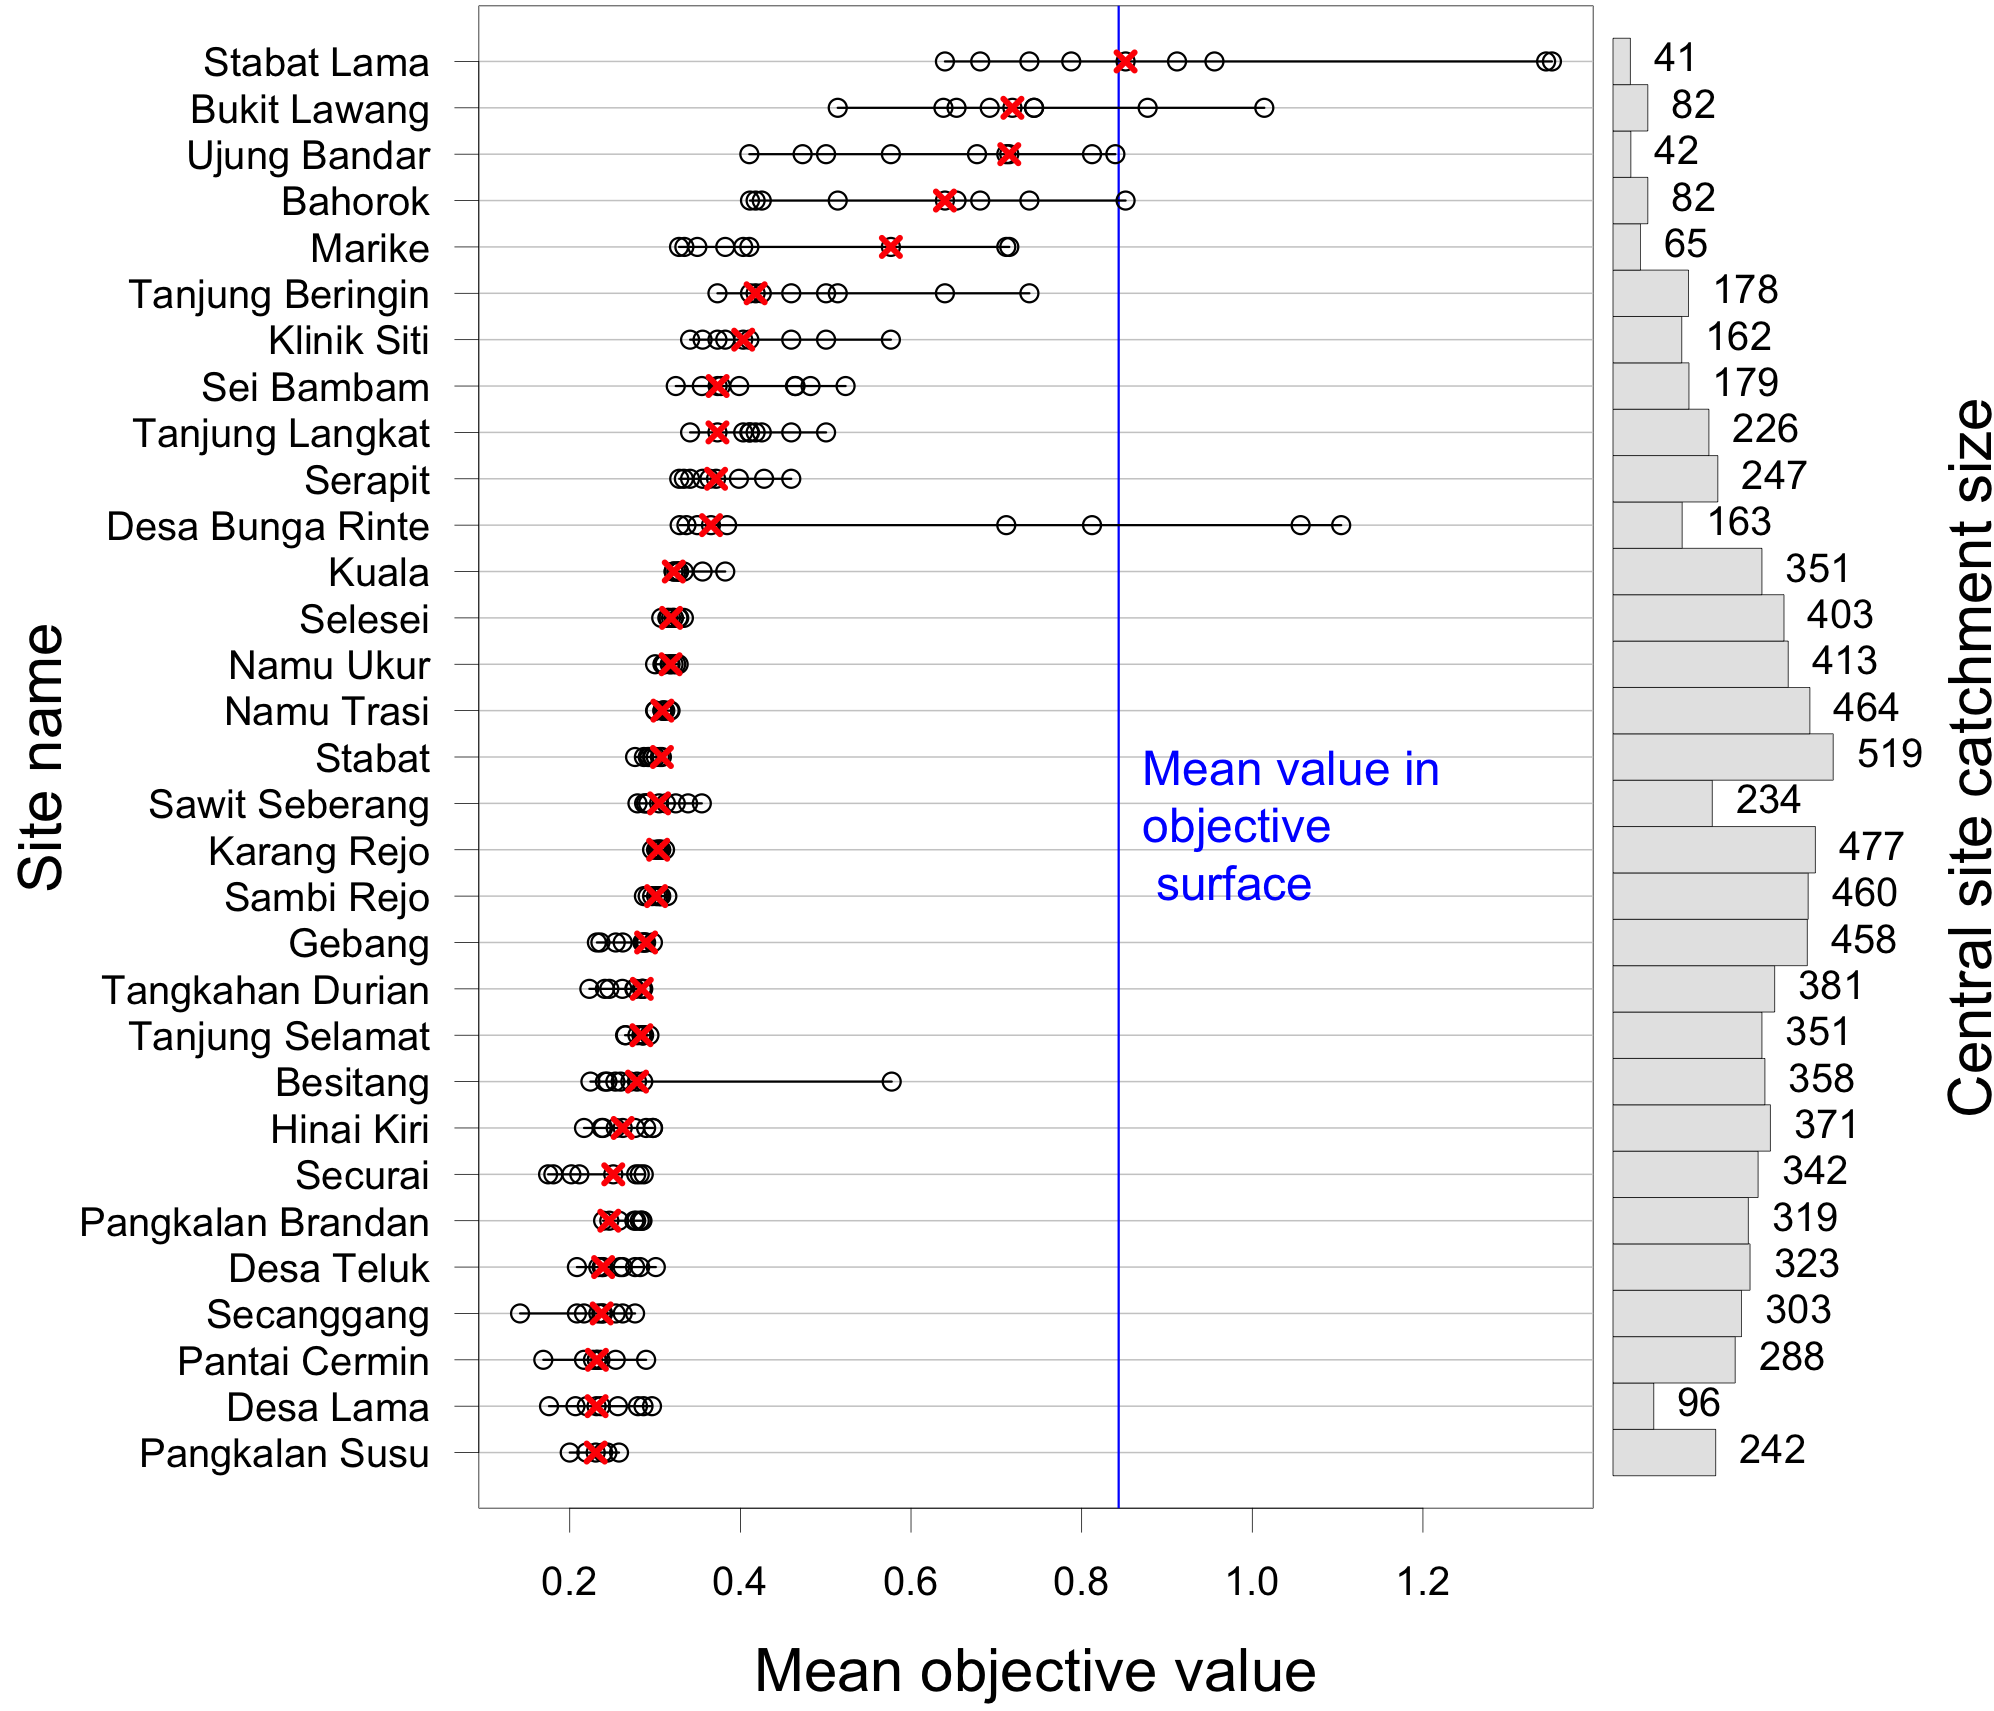 Site name
Stabat Lama 41
Bukit Lawang 82
Ujung Bandar 42
Bahorok 82
Marike 65
Tanjung Beringin 178
Klinik Siti 162
Sei Bambam 179
Tanjung Langkat 226
Serapit 247
Desa Bunga Rinte 163
Kuala 351
Selesei 403
Namu Ukur 413
Namu Trasi 464
Stabat 519
Sawit Seberang 234
Karang Rejo 477
Sambi Rejo 460
Gebang 458
Tangkahan Durian 381
Tanjung Selamat 351
Besitang 358
Hinai Kiri 371
Securai 342
Pangkalan Brandan 319
Desa Teluk 323
Secanggang 303
Pantai Cermin 288
Desa Lama 96
Pangkalan Susu 242
Mean value in
objective
surface
Central site catchment size
0.2 0.4 0.6 0.8 1.0 1.2
Mean objective value